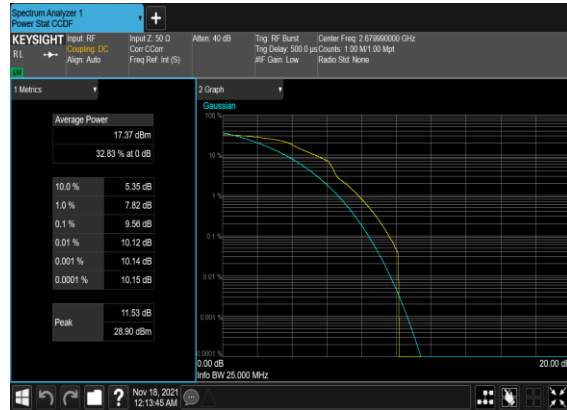 Spectrum Analyzer 1
Power Stat CCDF
KEYSIGHT
RL
Input: RF
Coupling: DC
Align: Auto
Input Z: 50 Ω
Corr CCorr
Freq Ref: Int (S)
Atten: 40 dB
Trig: RF Burst
Trig Delay: 500.0 µs
#IF Gain: Low
Center Freq: 2.679990000 GHz
Counts: 1.00 M/1.00 Mpt
Radio Std: None
1 Metrics
Average Power
17.37 dBm
32.83 % at 0 dB
10.0 % 5.35 dB
1.0 % 7.82 dB
0.1 % 9.56 dB
0.01 % 10.12 dB
0.001 % 10.14 dB
0.0001 % 10.15 dB
Peak
11.53 dB
28.90 dBm
2 Graph
Gaussian
100 %
10 %
1 %
0.1 %
0.01 %
0.001 %
0.0001 %
0.00 dB
20.00 dB
Info BW 25.000 MHz
?
Nov 18, 2021
12:13:45 AM